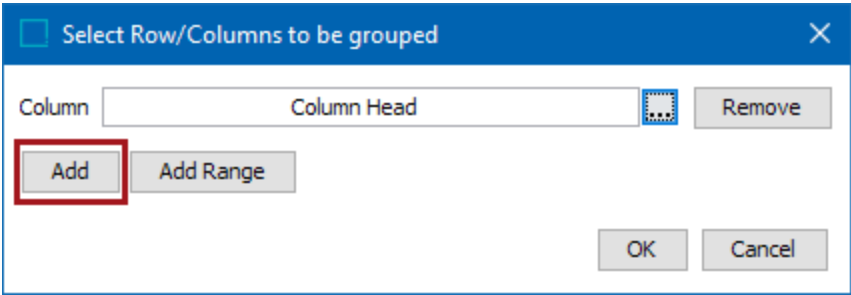 Select Row/Columns to be grouped
Column Column Head ... Remove
Add Add Range
OK Cancel